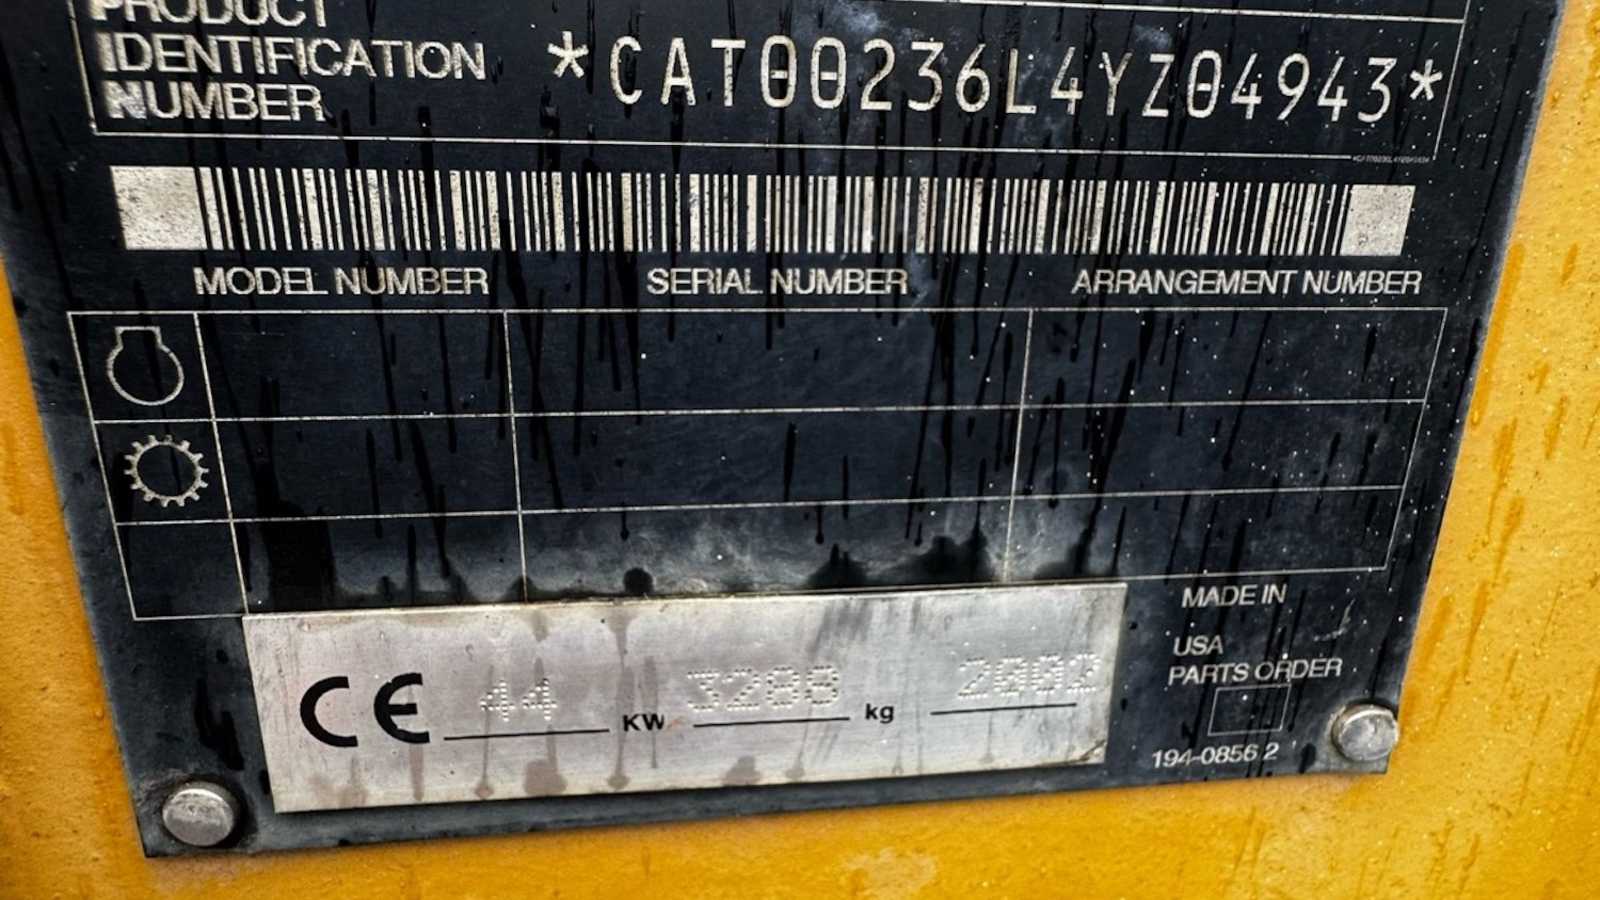 PRODUCT
IDENTIFICATION
NUMBER
*CAT00236L4YZ04943*
MODEL NUMBER SERIAL NUMBER ARRANGEMENT NUMBER
MADE IN
USA
PARTS ORDER
194-0856 2
CE 44 KW 3288 kg 2002